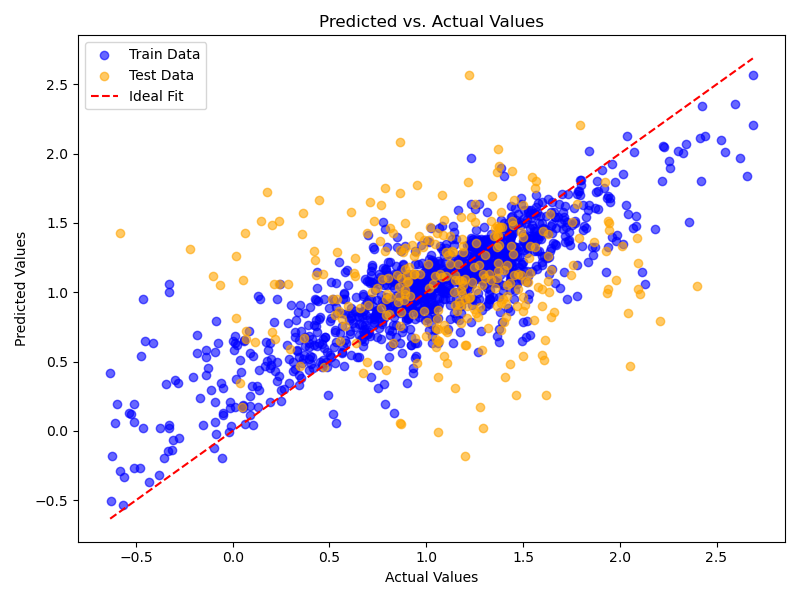 Predicted vs. Actual Values
Train Data
Test Data
Ideal Fit
2.5
2.0
1.5
1.0
0.5
0.0
−0.5
Predicted Values
−0.5
0.0
0.5
1.0
1.5
2.0
2.5
Actual Values